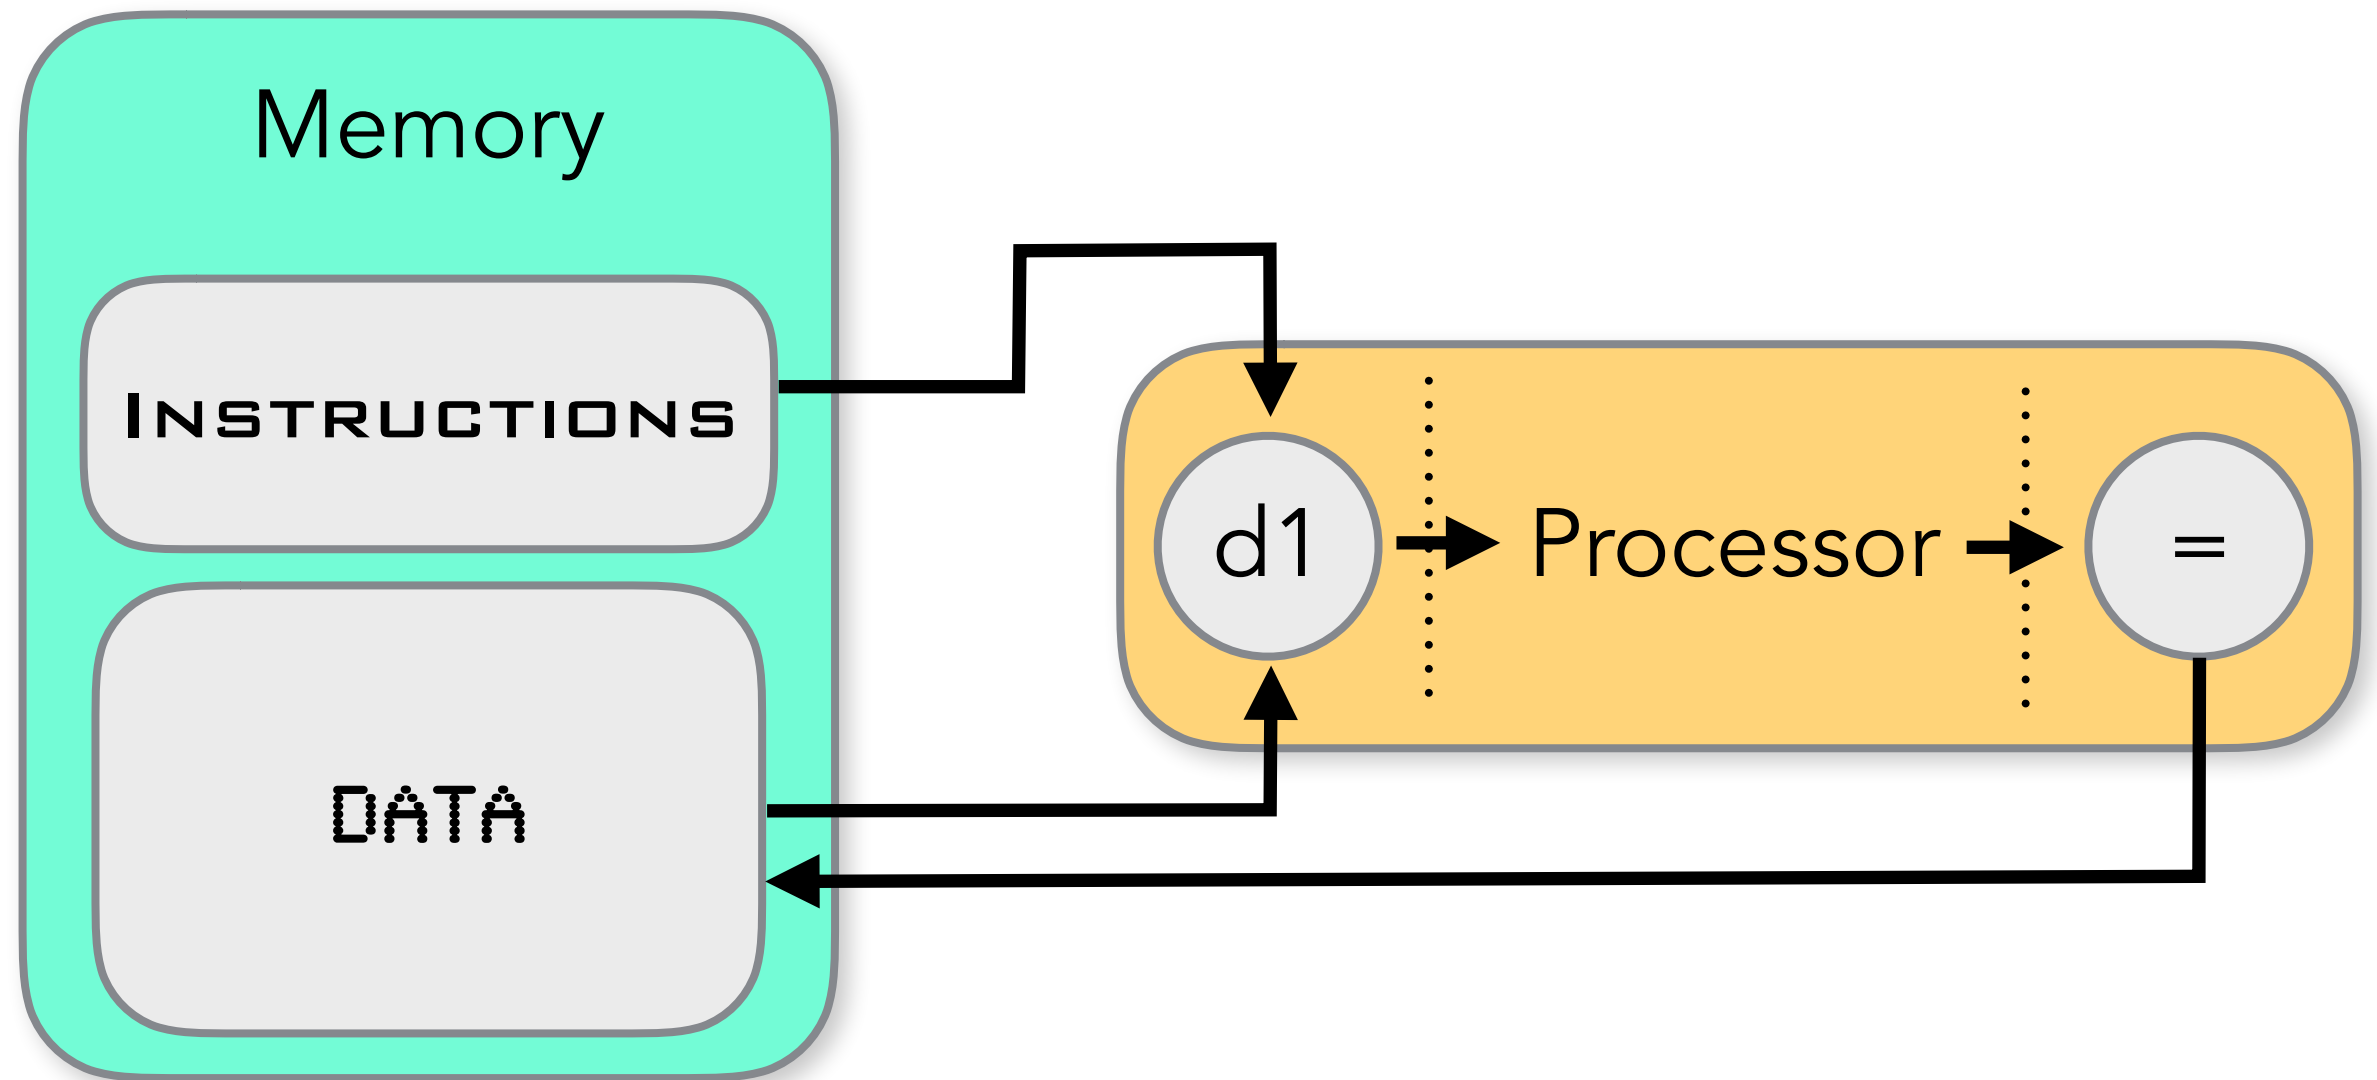 Memory
Instructions
DATA
d1
Processor
=